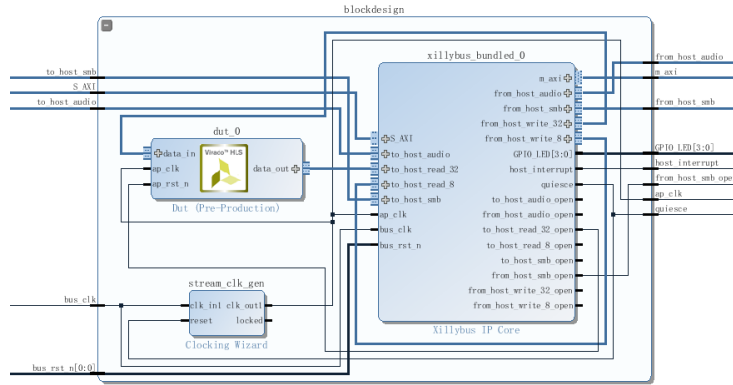 blockdesign
to_host_smb
S_AXI
to_host_audio
bus_clk
bus_rst_n[0:0]
dut_0
data_in
ap_clk
ap_rst_n
Vivado™ HLS
data_out
Dut (Pre-Production)
stream_clk_gen
clk_in1
clk_out1
reset
locked
Clocking Wizard
xillybus_bundled_0
S_AXI
to_host_audio
to_host_read_32
to_host_read_8
to_host_smb
ap_clk
bus_clk
bus_rst_n
m_axi
from_host_audio
from_host_smb
from_host_write_32
from_host_write_8
GPIO_LED[3:0]
host_interrupt
quiesce
to_host_audio_open
from_host_audio_open
to_host_read_32_open
to_host_read_8_open
to_host_smb_open
from_host_smb_open
from_host_write_32_open
from_host_write_8_open
Xillybus IP Core
from_host_audio
m_axi
from_host_smb
GPIO_LED[3:0]
host_interrupt
from_host_smb_ope
ap_clk
quiesce